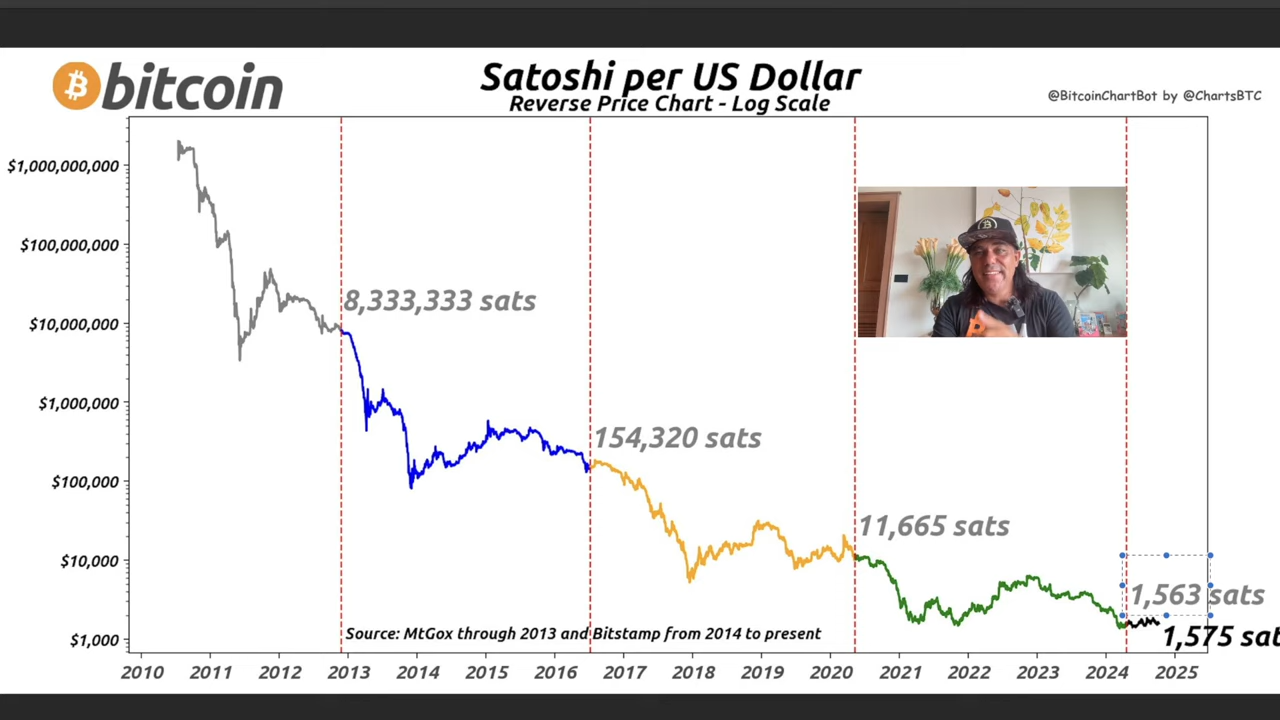 bitcoin
Satoshi per US Dollar
Reverse Price Chart - Log Scale
@BitcoinChartBot by @ChartsBTC
$1,000,000,000
$100,000,000
$10,000,000
$1,000,000
$100,000
$10,000
$1,000
8,333,333 sats
154,320 sats
11,665 sats
1,563 sats
1,575 sat
Source: MtGox through 2013 and Bitstamp from 2014 to present
2010 2011 2012 2013 2014 2015 2016 2017 2018 2019 2020 2021 2022 2023 2024 2025